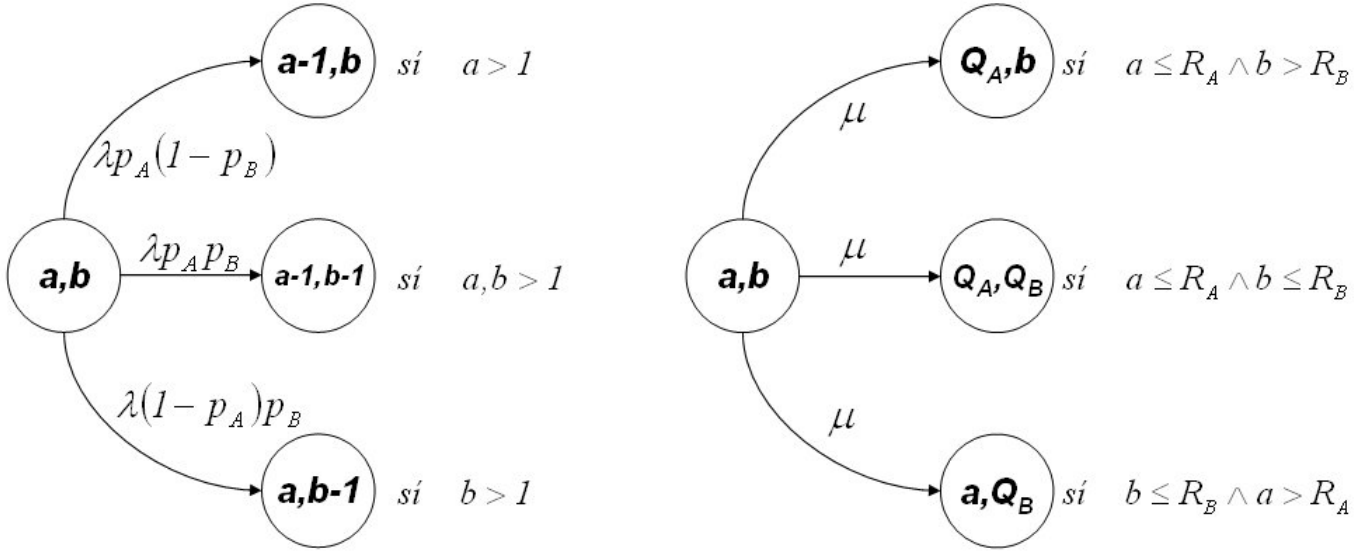 a-1,b sí a > 1
λp_A(1 − p_B)
a,b λp_A p_B a-1,b-1 sí a,b > 1
λ(1 − p_A)p_B
a,b-1 sí b > 1
Q_A,b sí a ≤ R_A ∧ b > R_B
μ
a,b μ Q_A,Q_B sí a ≤ R_A ∧ b ≤ R_B
μ
a,Q_B sí b ≤ R_B ∧ a > R_A